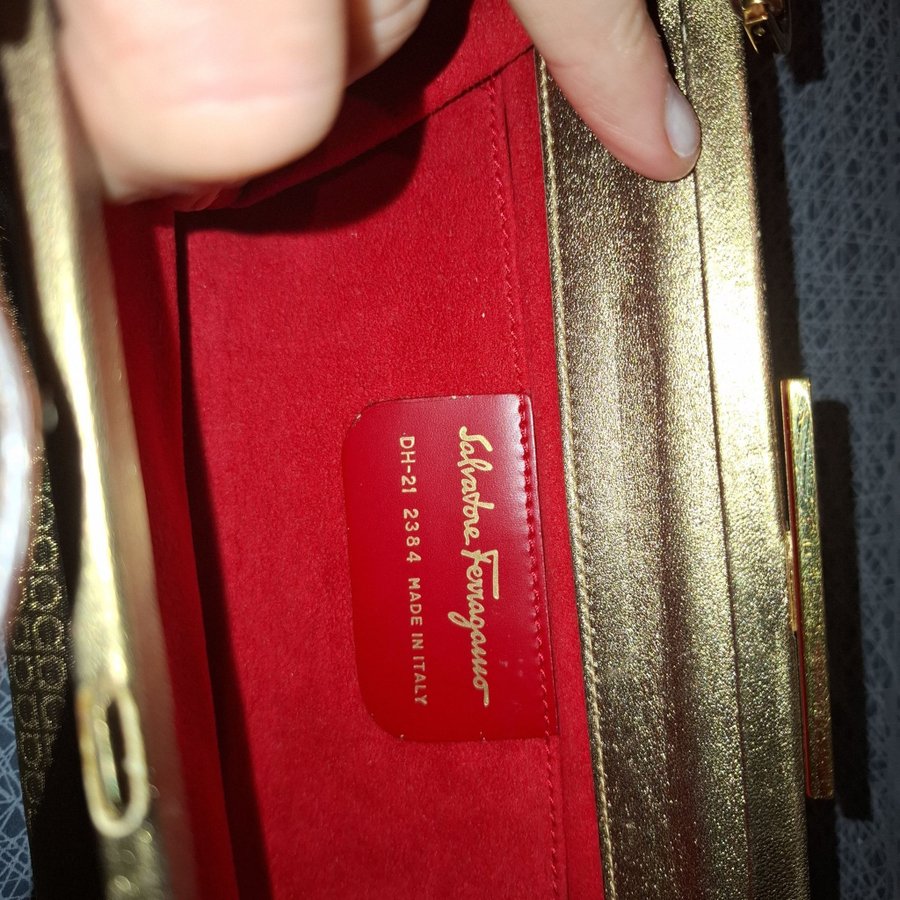 Salvatore Ferragamo
DH-21 2384 MADE IN ITALY